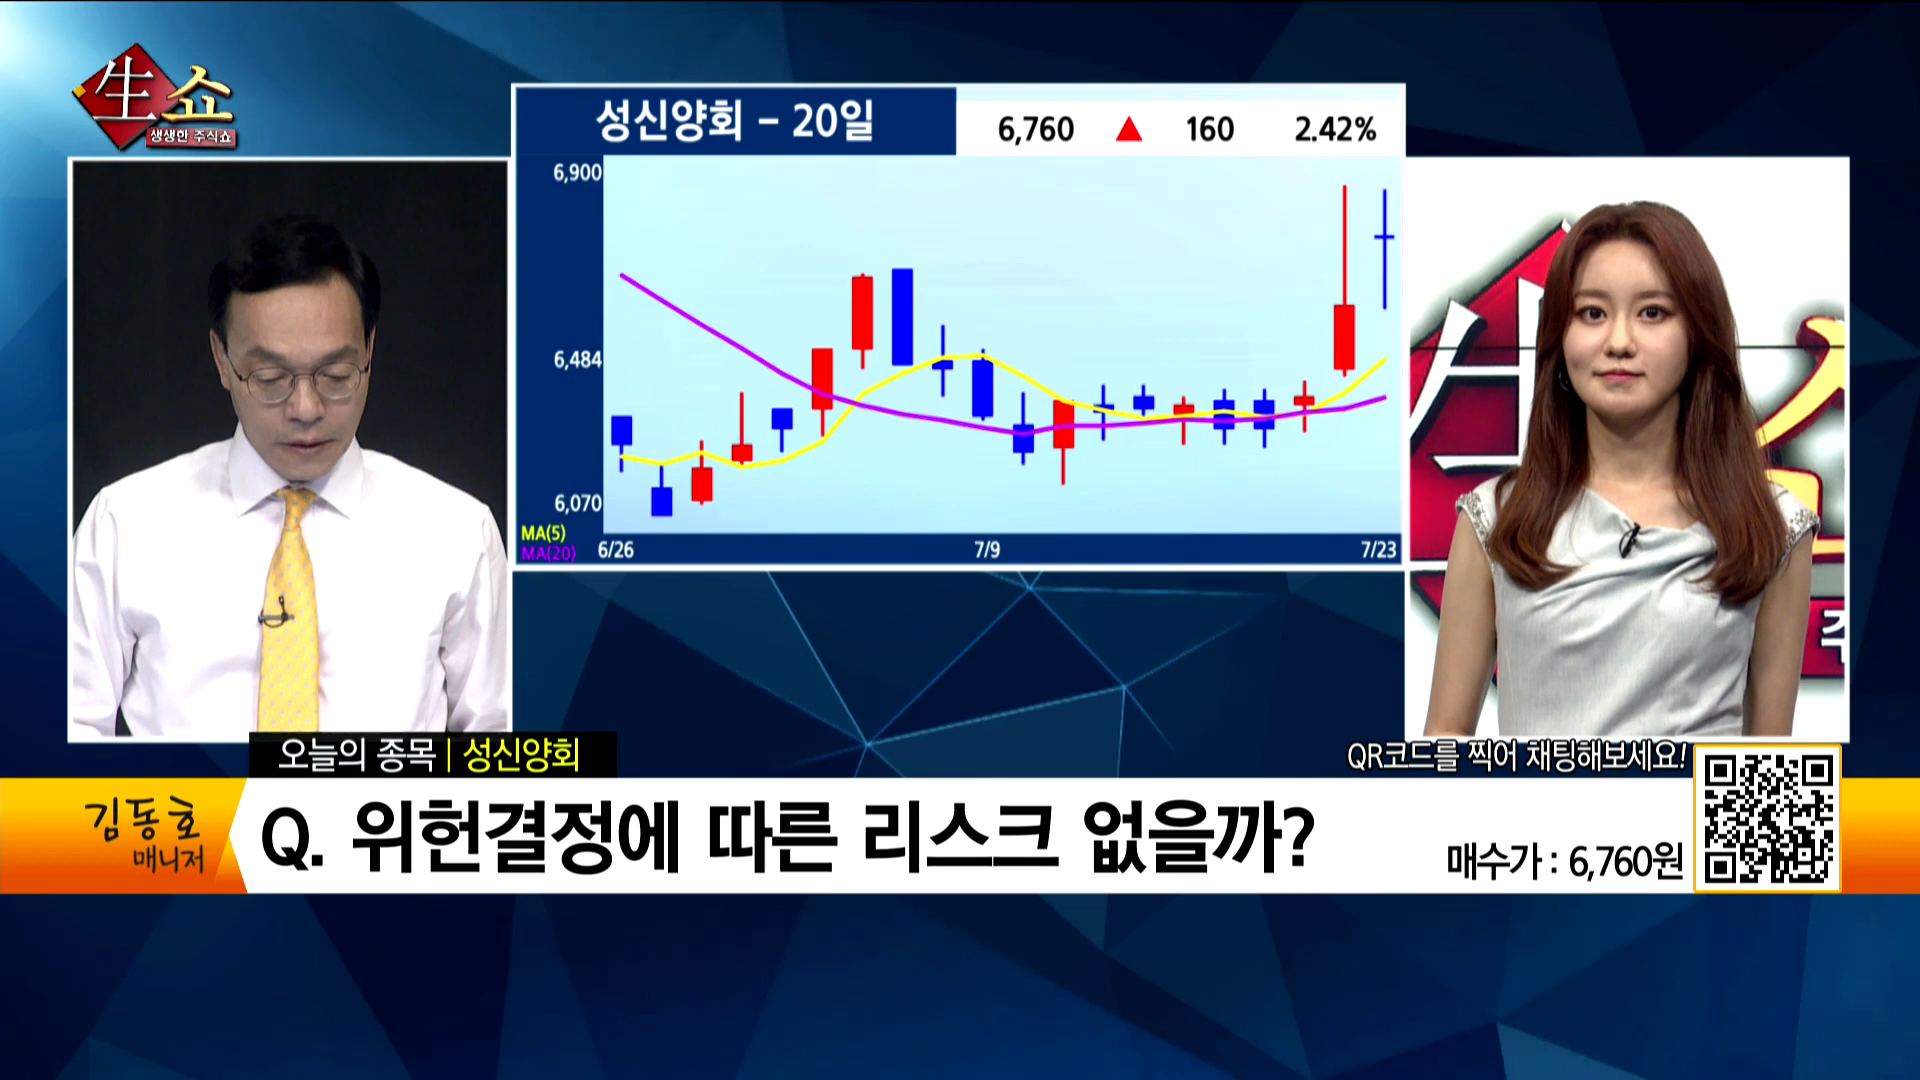 生쇼
생생한 주식쇼
성신양회 – 20일
6,760 ▲ 160 2.42%
6,900
6,484
6,070
MA(5)
MA(20)
6/26 7/9 7/23
生
오늘의 종목 | 성신양회
QR코드를 찍어 채팅해보세요!
김동호
매니저
Q. 위헌결정에 따른 리스크 없을까?
매수가 : 6,760원